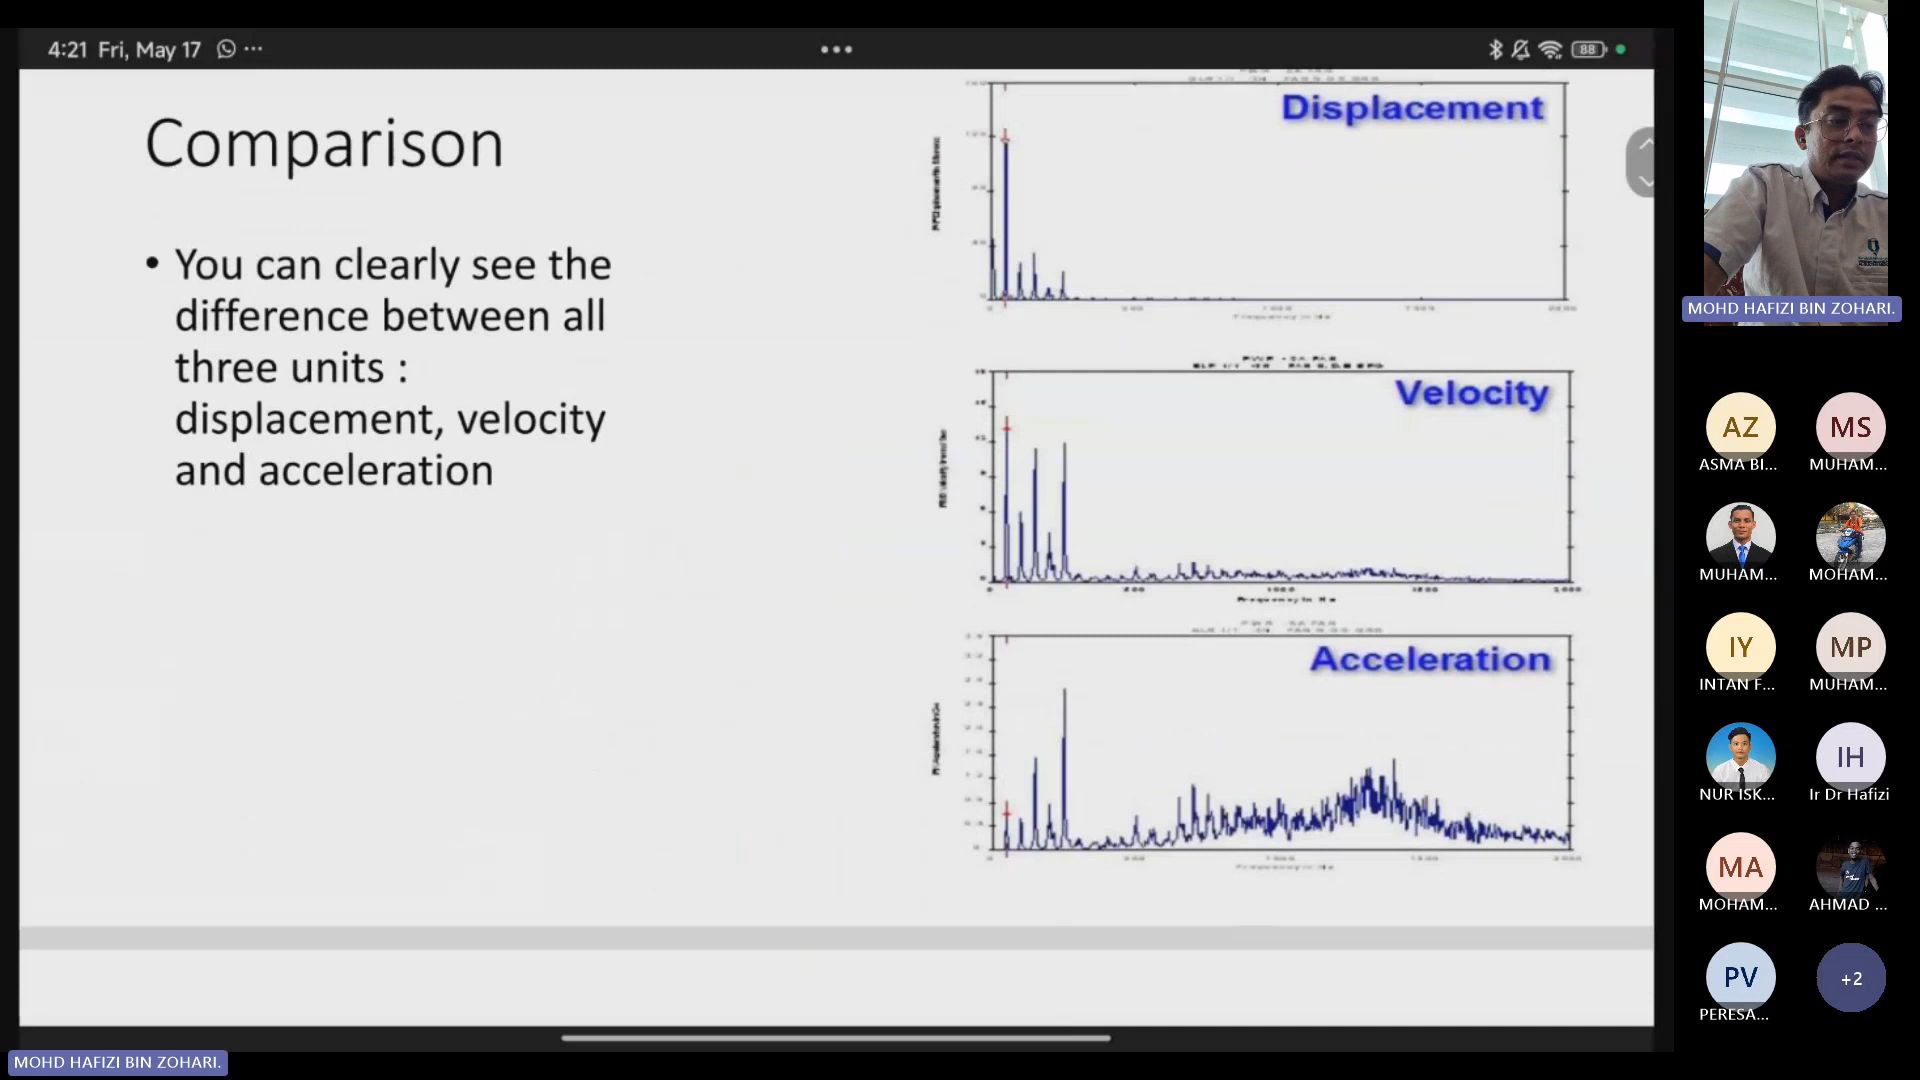 4:21 Fri, May 17
88
Comparison
• You can clearly see the
difference between all
three units :
displacement, velocity
and acceleration
Displacement
Velocity
Acceleration
MOHD HAFIZI BIN ZOHARI.
AZ
ASMA BI...
MS
MUHAM...
MUHAM...
MOHAM...
IY
INTAN F...
MP
MUHAM...
NUR ISK...
IH
Ir Dr Hafizi
MA
MOHAM...
AHMAD ...
PV
PERESA...
+2
MOHD HAFIZI BIN ZOHARI.